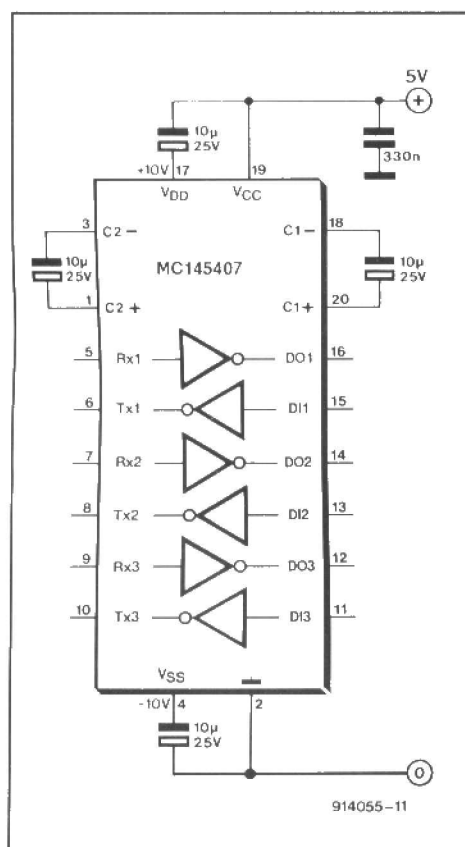 5V
+
10µ
25V
330n
+10V 17
19
VDD
VCC
3
C2 −
C1 −
18
MC145407
10µ
25V
10µ
25V
1
C2 +
C1 +
20
5
Rx1
DO1
16
6
Tx1
DI1
15
7
Rx2
DO2
14
8
Tx2
DI2
13
9
Rx3
DO3
12
10
Tx3
DI3
11
VSS
−10V 4
2
10µ
25V
0
914055-11